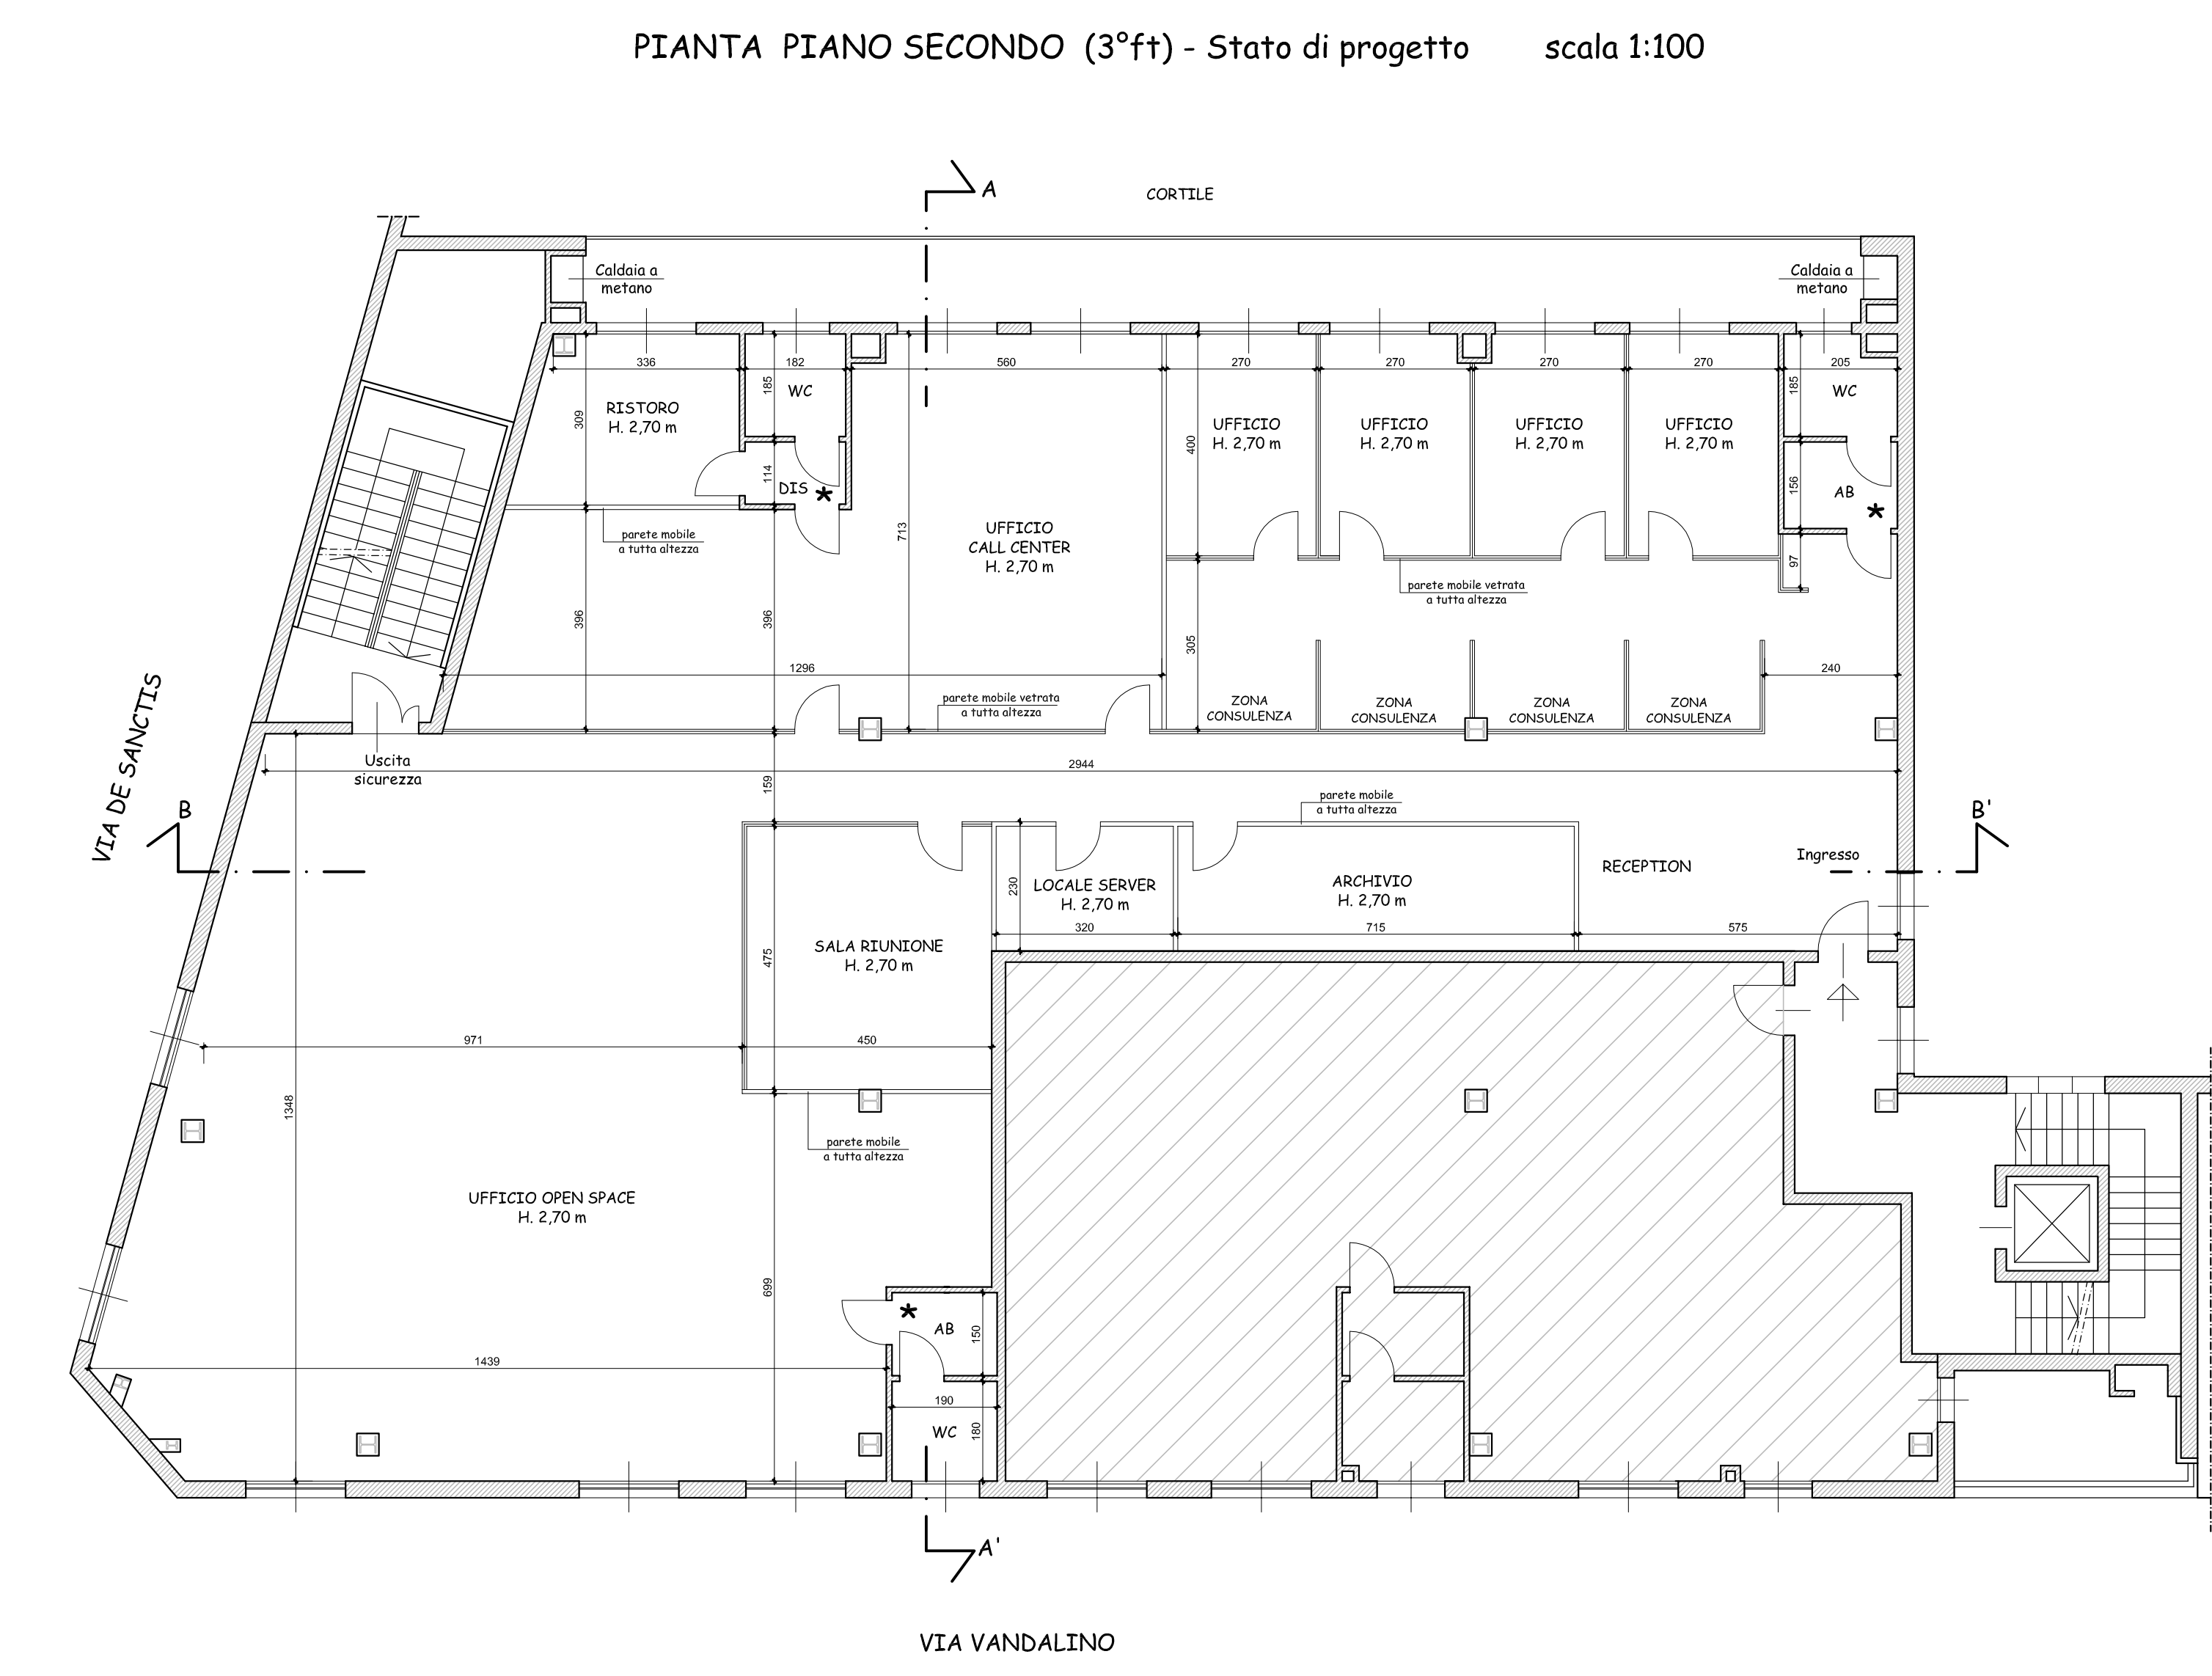 PIANTA  PIANO SECONDO  (3°ft) - Stato di progetto        scala 1:100
A
CORTILE
Caldaia a
metano
Caldaia a
metano
336
182
560
270
270
270
270
205
185
WC
185
WC
309
RISTORO
H. 2,70 m
400
UFFICIO
H. 2,70 m
UFFICIO
H. 2,70 m
UFFICIO
H. 2,70 m
UFFICIO
H. 2,70 m
114
DIS *
156
AB
*
713
UFFICIO
CALL CENTER
H. 2,70 m
parete mobile
a tutta altezza
97
parete mobile vetrata
a tutta altezza
396
396
305
1296
240
parete mobile vetrata
a tutta altezza
ZONA
CONSULENZA
ZONA
CONSULENZA
ZONA
CONSULENZA
ZONA
CONSULENZA
VIA DE SANCTIS
Uscita
sicurezza
2944
159
parete mobile
a tutta altezza
B
B'
Ingresso
RECEPTION
230
LOCALE SERVER
H. 2,70 m
ARCHIVIO
H. 2,70 m
320
715
575
475
SALA RIUNIONE
H. 2,70 m
971
450
1348
parete mobile
a tutta altezza
UFFICIO OPEN SPACE
H. 2,70 m
699
*
AB
150
1439
190
WC
180
A'
VIA VANDALINO